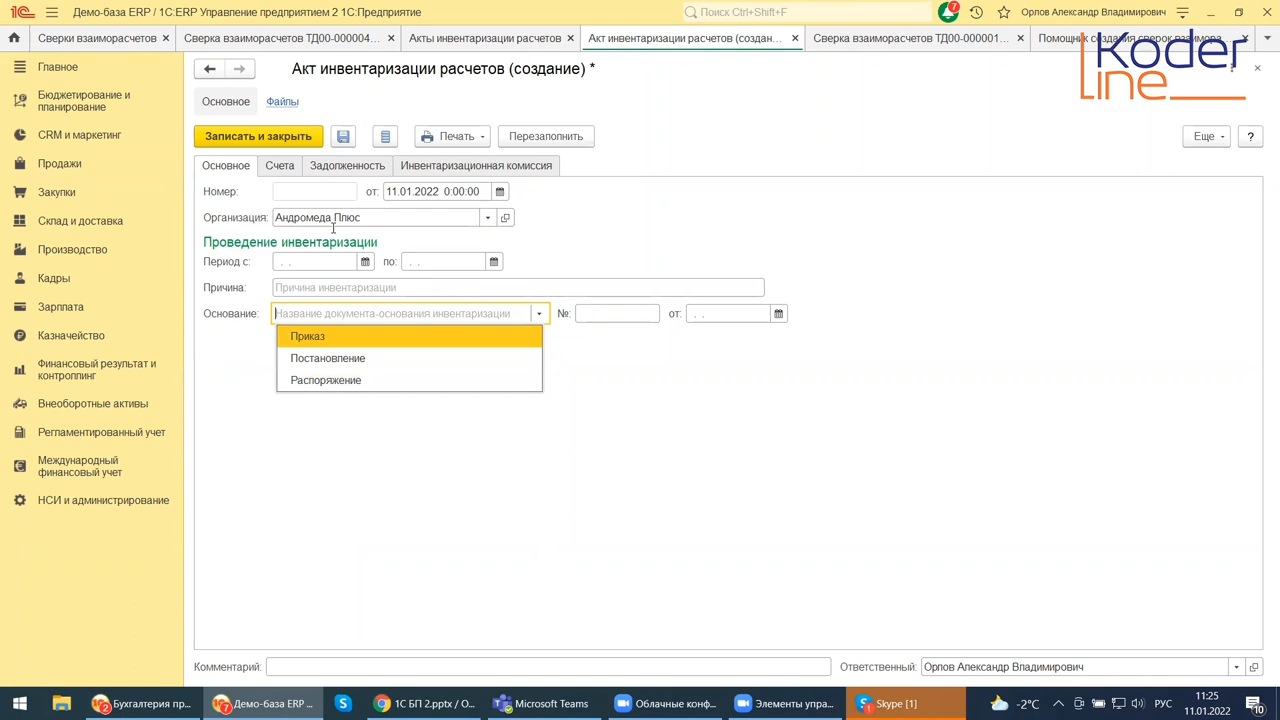 Демо-база ERP / 1С:ERP Управление предприятием 2 1С:Предприятие
Поиск Ctrl+Shift+F
7
Орлов Александр Владимирович
Сверки взаиморасчетов
Сверка взаиморасчетов ТД00-000004...
Акты инвентаризации расчетов
Акт инвентаризации расчетов (создан...
Сверка взаиморасчетов ТД00-000001...
Помощник создания сверок взаимора...
Koder
line
Главное
Бюджетирование и
планирование
CRM и маркетинг
Продажи
Закупки
Склад и доставка
Производство
Кадры
Зарплата
Казначейство
Финансовый результат и
контроллинг
Внеоборотные активы
Регламентированный учет
Международный
финансовый учет
НСИ и администрирование
Акт инвентаризации расчетов (создание) *
Основное
Файлы
Записать и закрыть
Печать
Перезаполнить
Еще
?
Основное
Счета
Задолженность
Инвентаризационная комиссия
Номер:
от:
11.01.2022 0:00:00
Организация:
Андромеда Плюс
Проведение инвентаризации
Период с:
. .
по:
. .
Причина:
Причина инвентаризации
Основание:
Название документа-основания инвентаризации
№:
от:
. .
Приказ
Постановление
Распоряжение
Комментарий:
Ответственный:
Орлов Александр Владимирович
2
Бухгалтерия пр...
7
Демо-база ERP ...
1С БП 2.pptx / О...
Microsoft Teams
Облачные конф...
Элементы упра...
Skype [1]
-2°C
РУС
11:25
11.01.2022
10